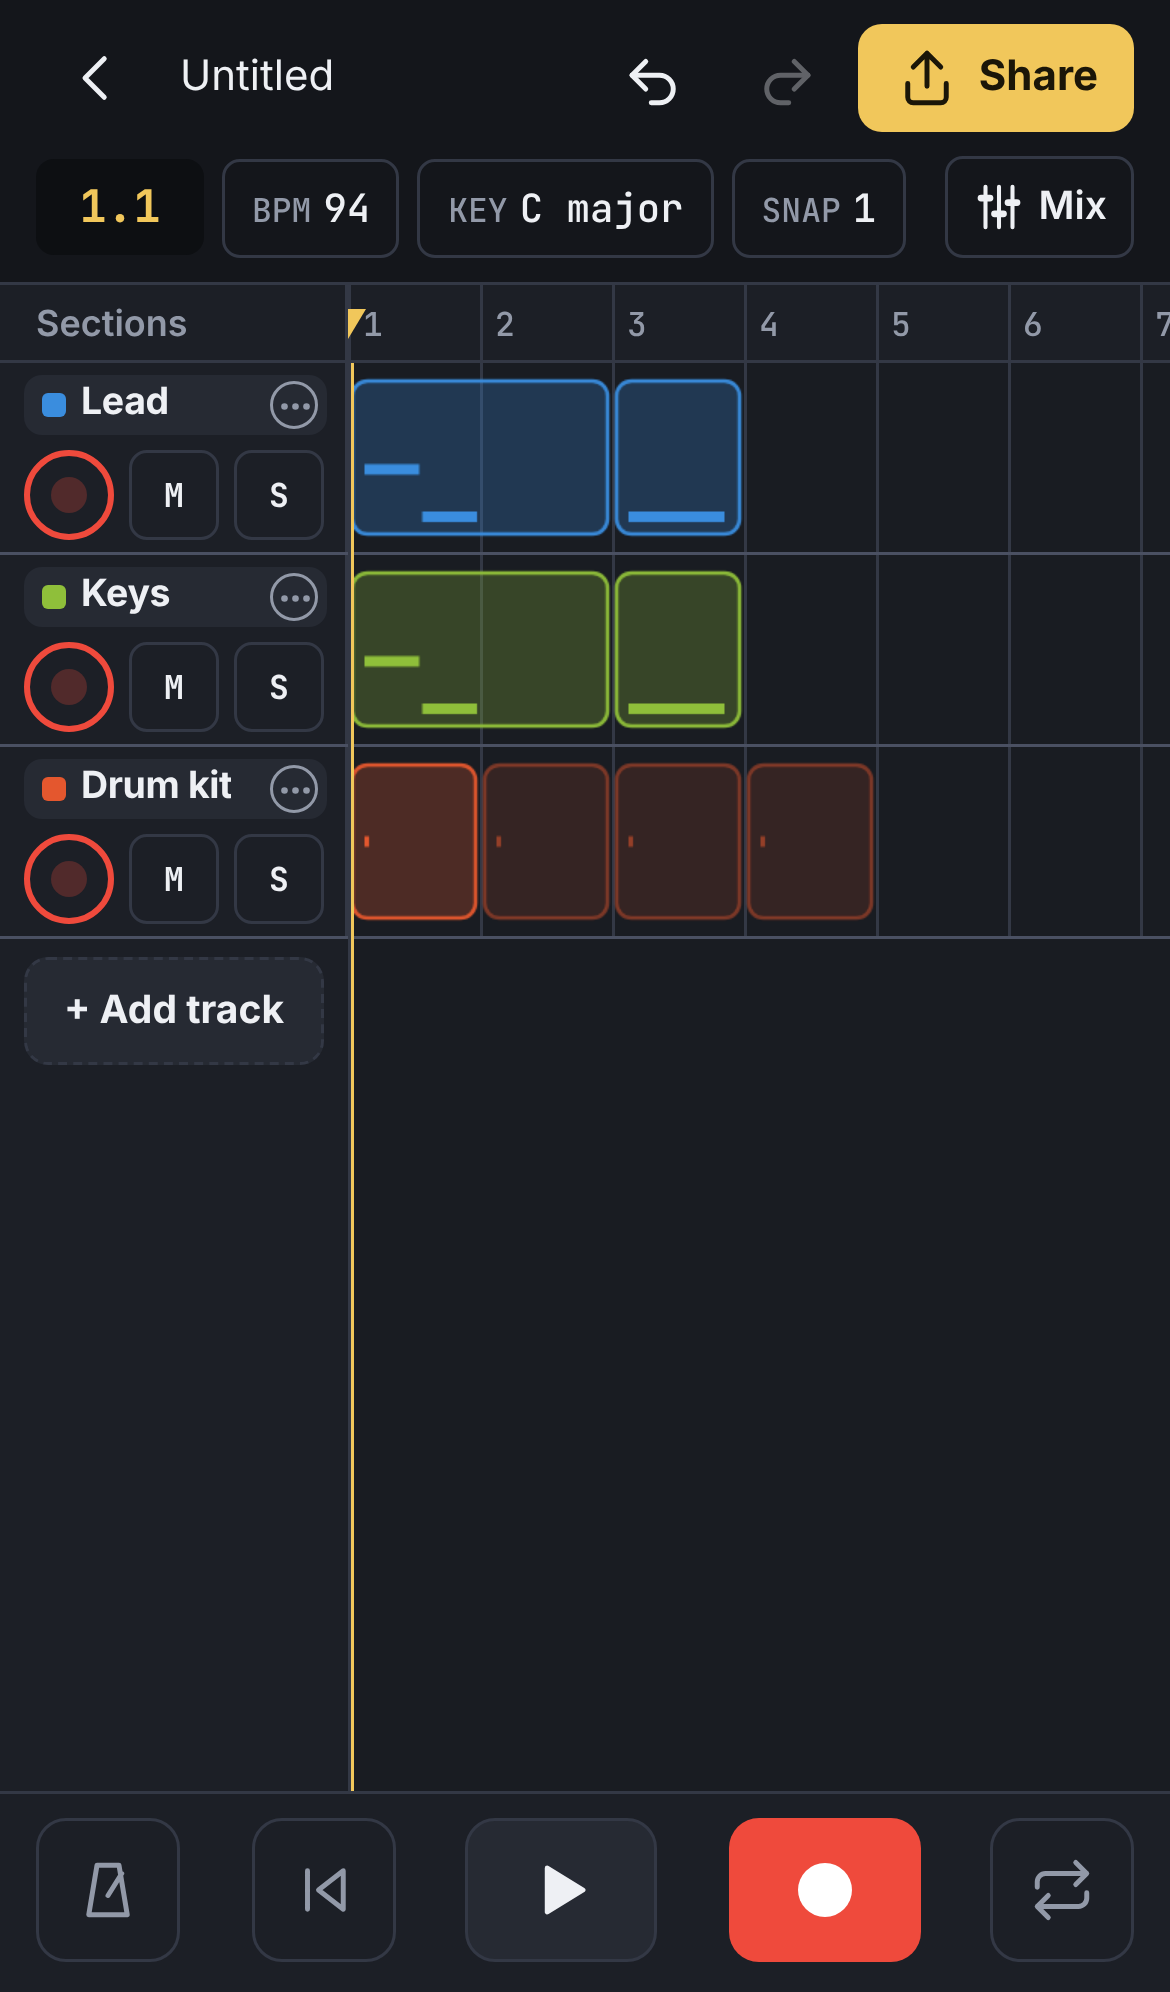 Untitled
Share
1.1
BPM 94
KEY C major
SNAP 1
Mix
Sections
1 2 3 4 5 6 7
Lead
M S
Keys
M S
Drum kit
M S
+ Add track